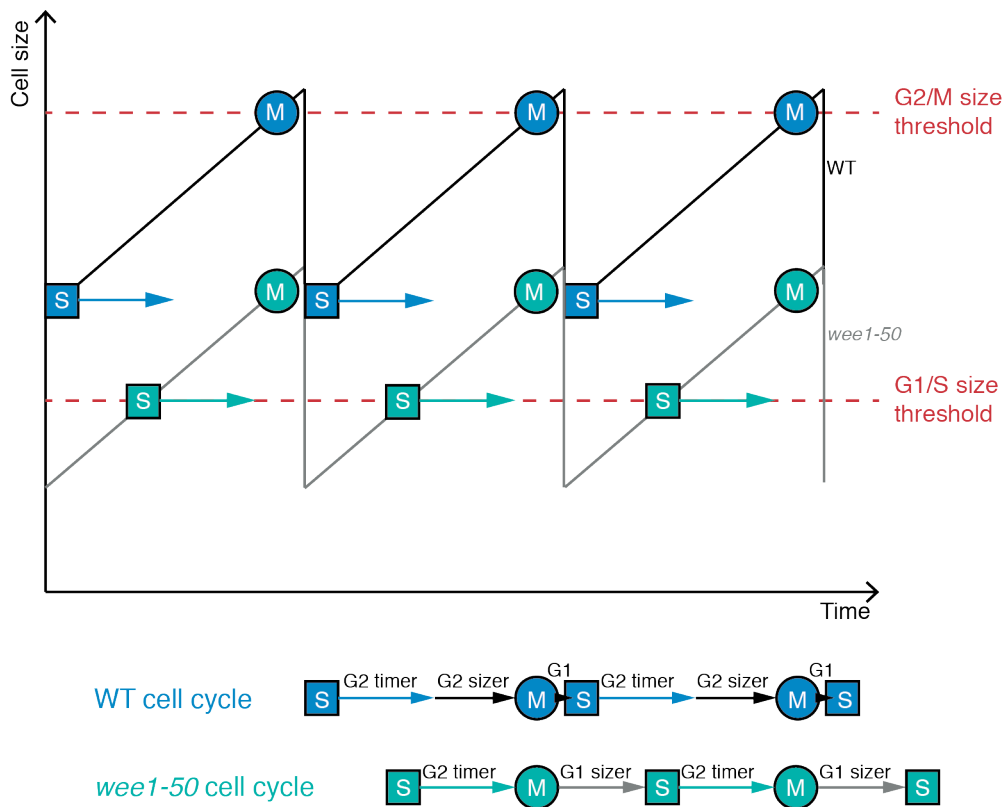 Cell size
M
M
M
G2/M size
threshold
WT
S
S
S
M
M
M
wee1-50
S
S
S
G1/S size
threshold
Time
WT cell cycle
S G2 timer G2 sizer M G1 S G2 timer G2 sizer M G1 S
wee1-50 cell cycle
S G2 timer M G1 sizer S G2 timer M G1 sizer S